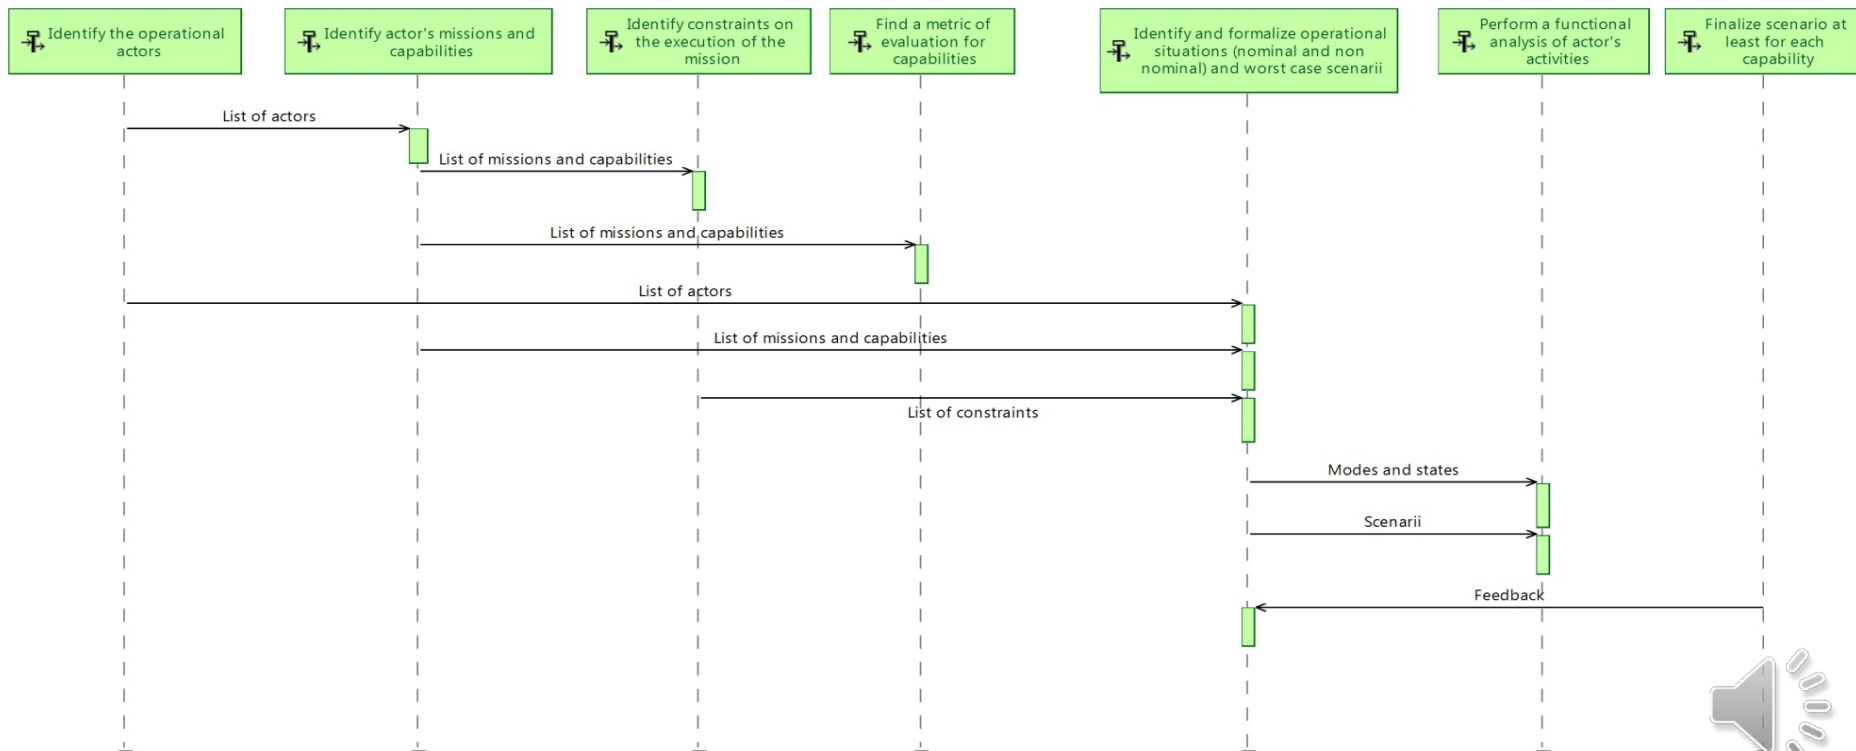 Identify the operational
actors
Identify actor's missions and
capabilities
Identify constraints on
the execution of the
mission
Find a metric of
evaluation for
capabilities
Identify and formalize operational
situations (nominal and non
nominal) and worst case scenarii
Perform a functional
analysis of actor's
activities
Finalize scenario at
least for each
capability
List of actors
List of missions and capabilities
List of missions and capabilities
List of actors
List of missions and capabilities
List of constraints
Modes and states
Scenarii
Feedback